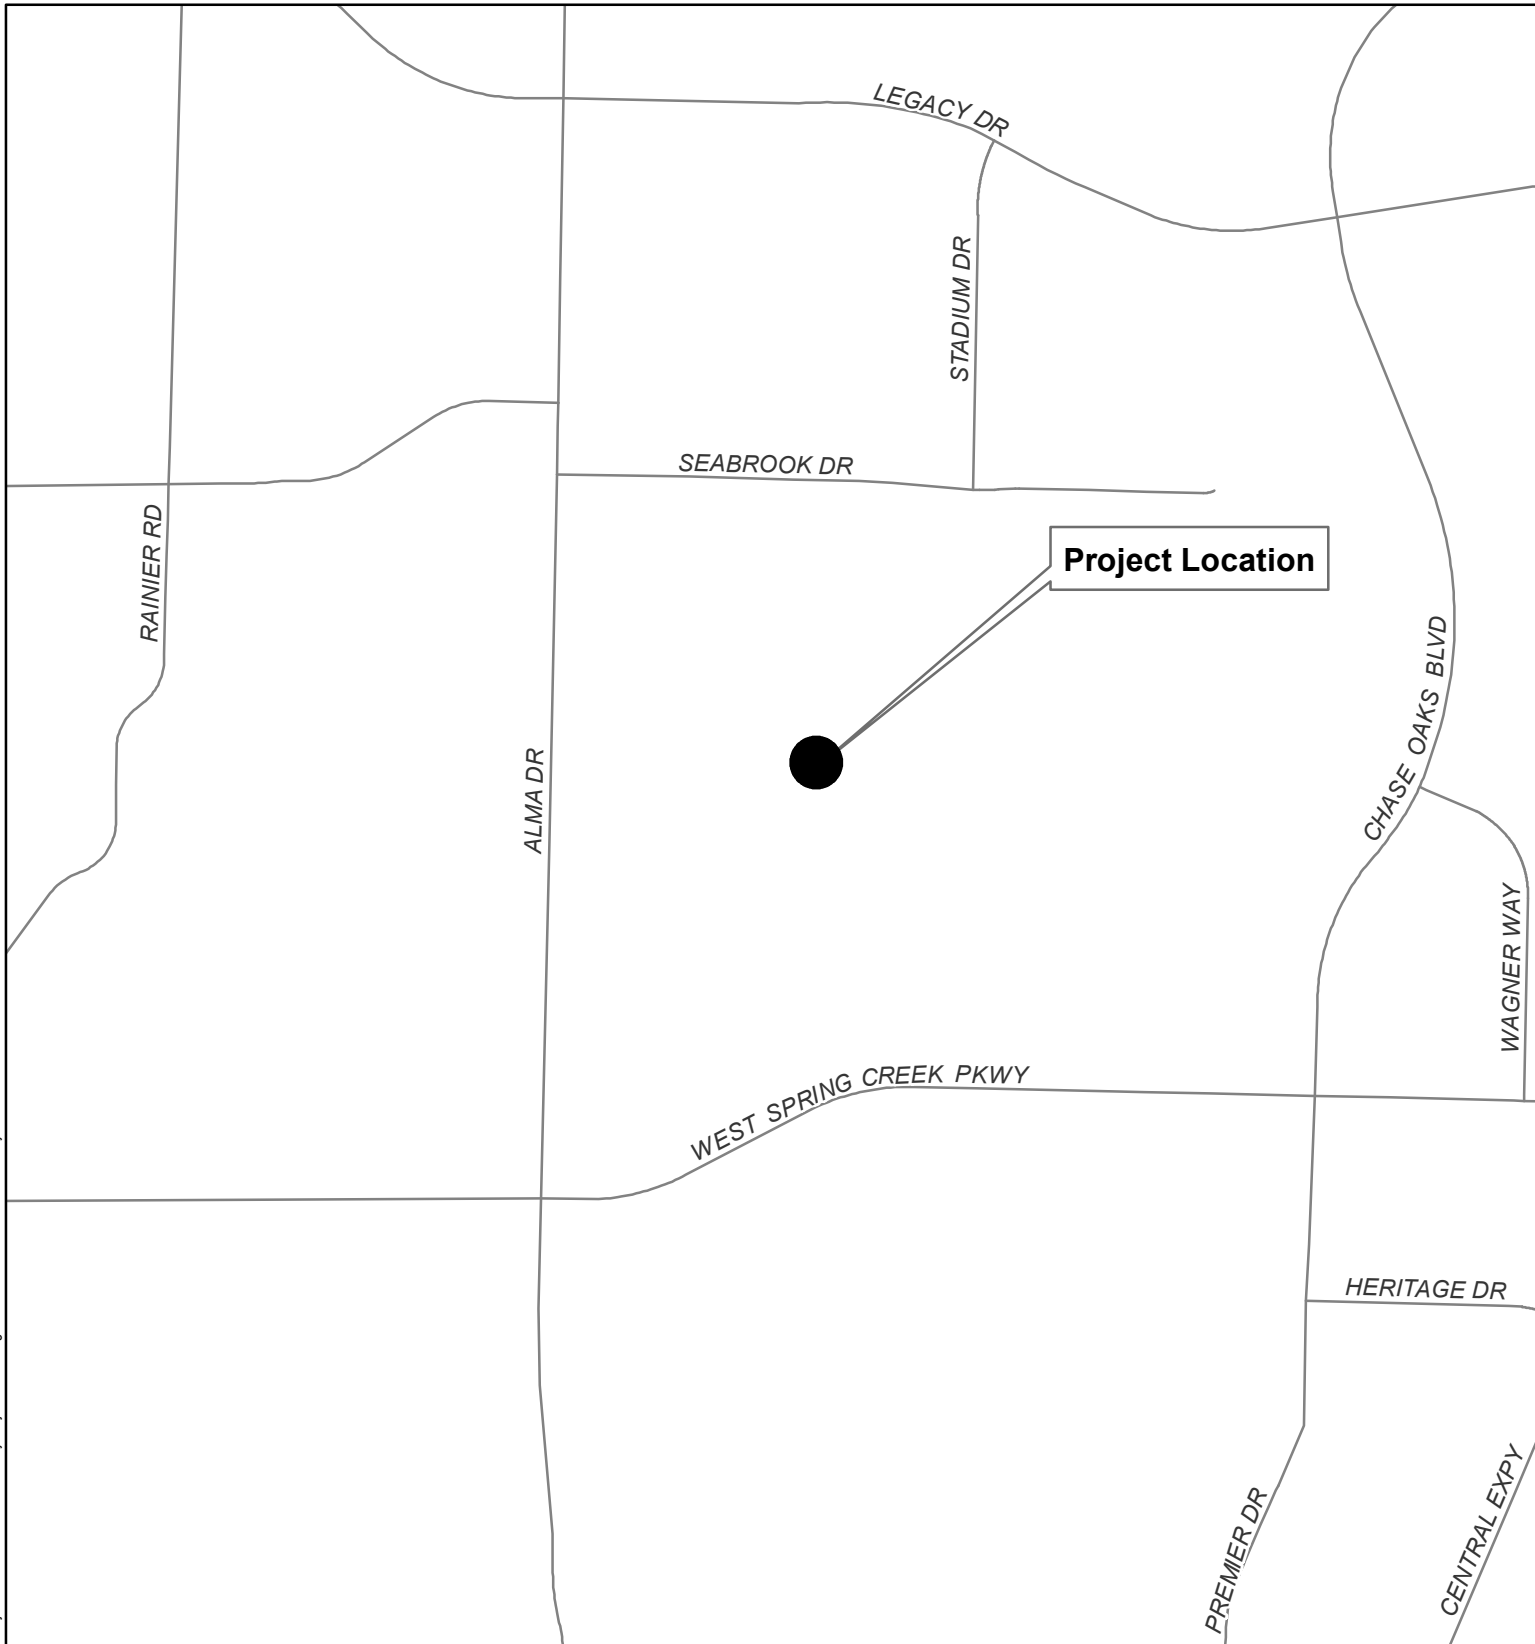 LEGACY DR
STADIUM DR
SEABROOK DR
RAINIER RD
Project Location
CHASE OAKS BLVD
ALMA DR
WAGNER WAY
WEST SPRING CREEK PKWY
HERITAGE DR
PREMIER DR
CENTRAL EXPY